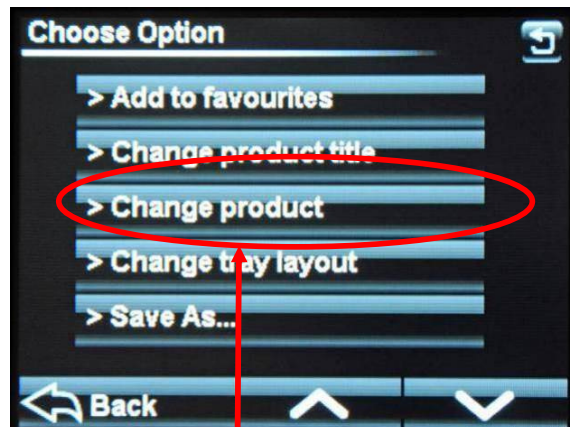 Choose Option
> Add to favourites
> Change product title
> Change product
> Change tray layout
> Save As...
Back